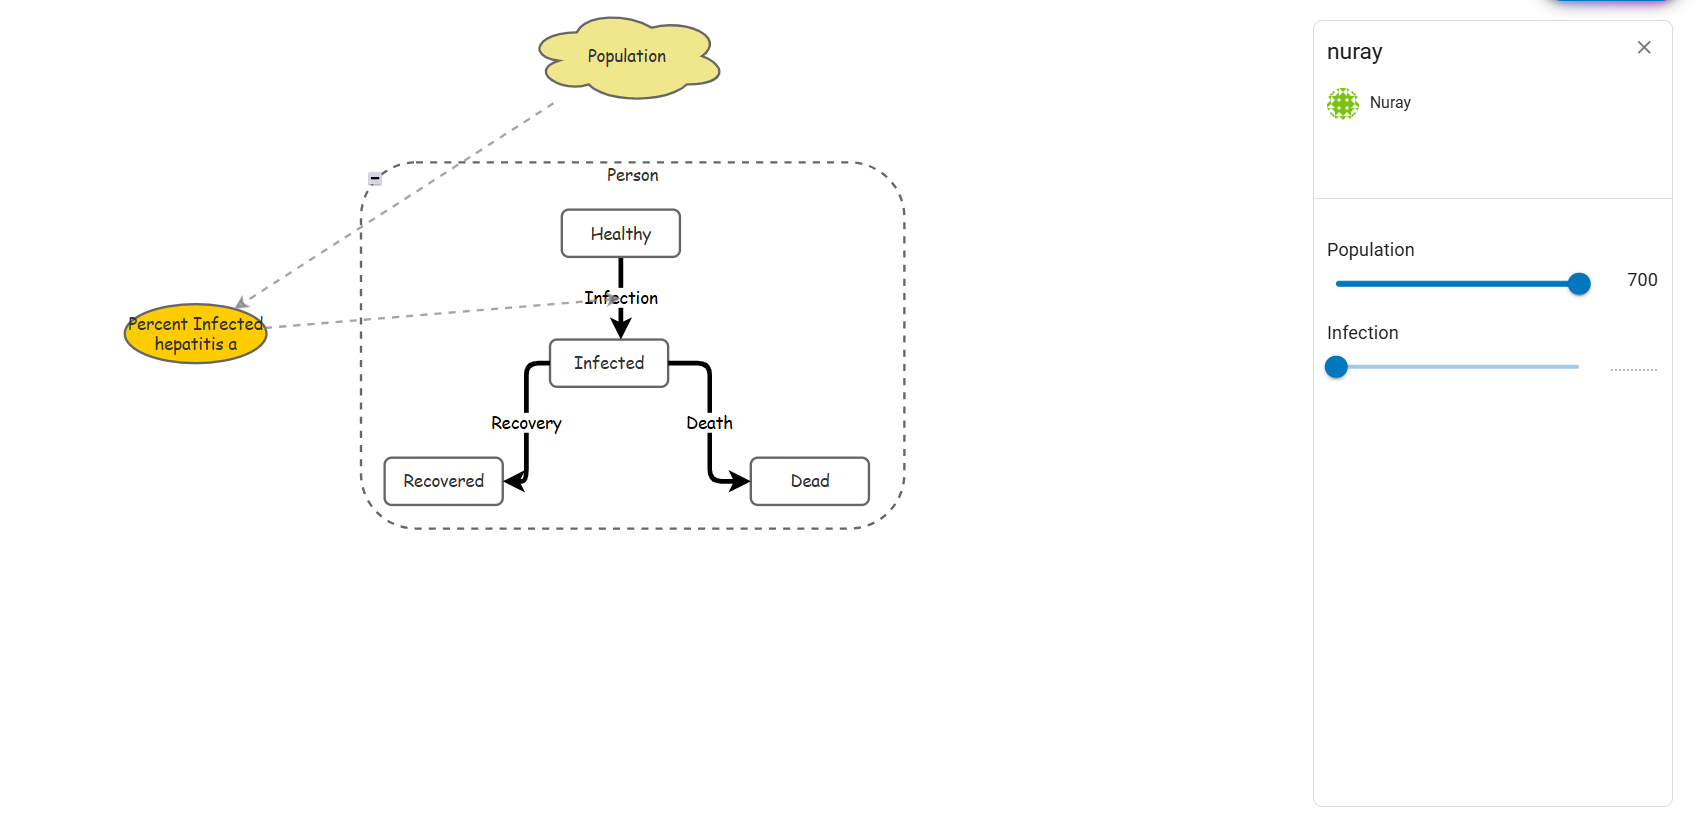 Population
Person
Healthy
Infection
Percent Infected
hepatitis a
Infected
Recovery
Death
Recovered
Dead
nuray
Nuray
Population
700
Infection